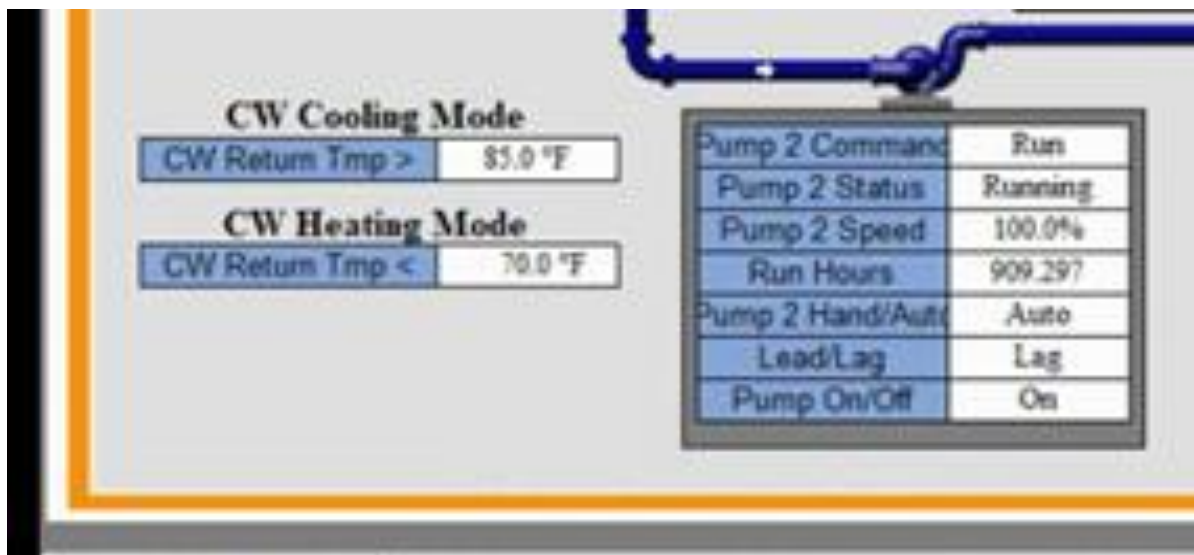 CW Cooling Mode
CW Return Tmp > 85.0 °F
CW Heating Mode
CW Return Tmp < 70.0 °F
Pump 2 Command Run
Pump 2 Status Running
Pump 2 Speed 100.0%
Run Hours 909.297
Pump 2 Hand/Auto Auto
Lead/Lag Lag
Pump On/Off On